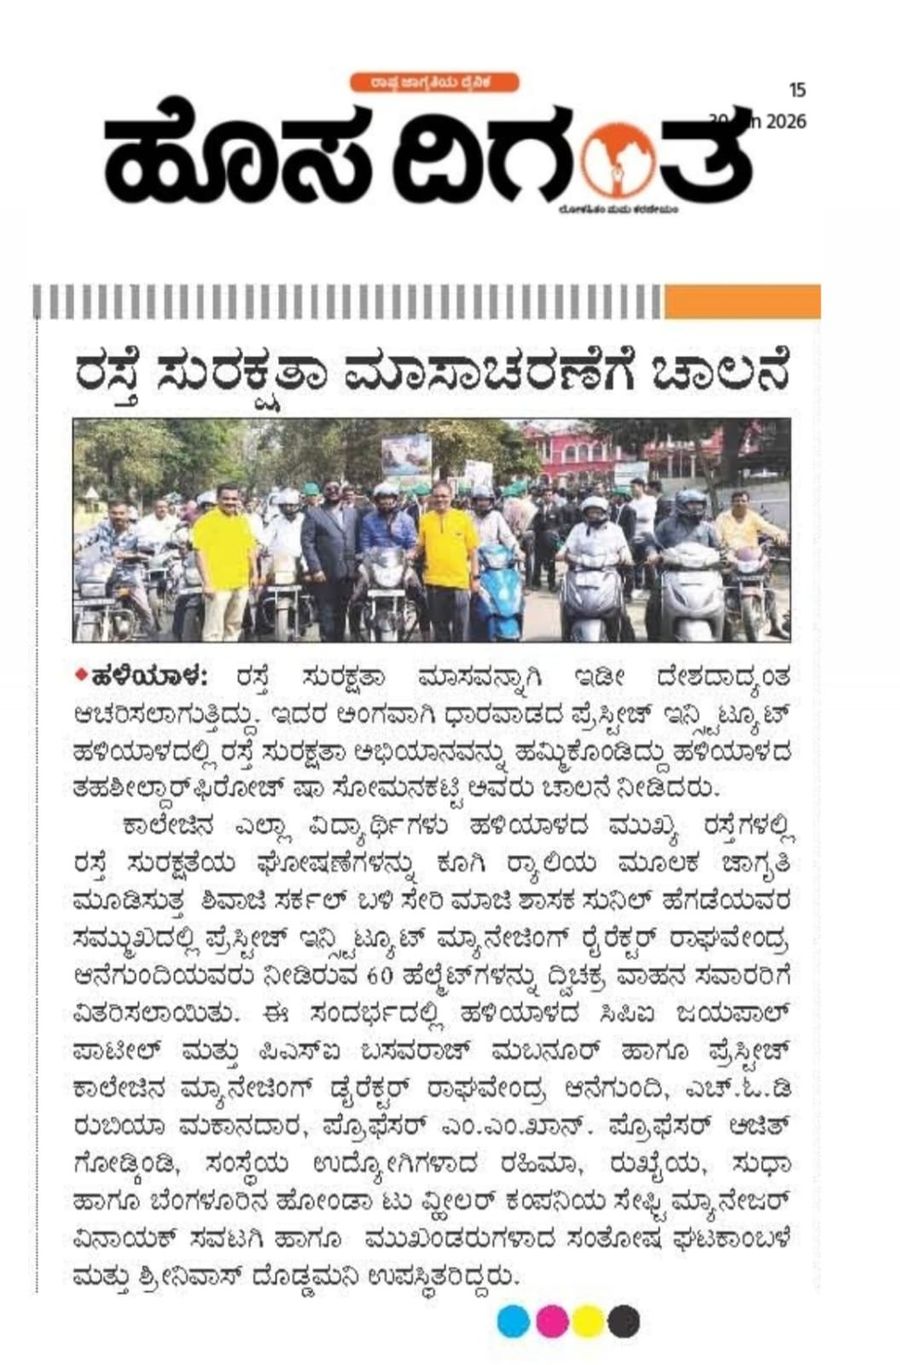 ರಾಷ್ಟ್ರ ಜಾಗೃತಿಯ ದೈನಿಕ
15
ಹೊಸ ದಿಗಂತ
2026
ಲೋಕಹಿತಂ ಮಮ ಕರಣೀಯಂ
ರಸ್ತೆ ಸುರಕ್ಷತಾ ಮಾಸಾಚರಣೆಗೆ ಚಾಲನೆ
ಹಳಿಯಾಳ: ರಸ್ತೆ ಸುರಕ್ಷತಾ ಮಾಸವನ್ನಾಗಿ ಇಡೀ ದೇಶದಾದ್ಯಂತ
ಆಚರಿಸಲಾಗುತ್ತಿದ್ದು. ಇದರ ಅಂಗವಾಗಿ ಧಾರವಾಡದ ಪ್ರೆಸ್ಟೀಜ್ ಇನ್ಸ್ಟಿಟ್ಯೂಟ್
ಹಳಿಯಾಳದಲ್ಲಿ ರಸ್ತೆ ಸುರಕ್ಷತಾ ಅಭಿಯಾನವನ್ನು ಹಮ್ಮಿಕೊಂಡಿದ್ದು ಹಳಿಯಾಳದ
ತಹಶೀಲ್ದಾರ್ ಫಿರೋಜ್ ಷಾ ಸೋಮನಕಟ್ಟಿ ಅವರು ಚಾಲನೆ ನೀಡಿದರು.
ಕಾಲೇಜಿನ ಎಲ್ಲಾ ವಿದ್ಯಾರ್ಥಿಗಳು ಹಳಿಯಾಳದ ಮುಖ್ಯ ರಸ್ತೆಗಳಲ್ಲಿ
ರಸ್ತೆ ಸುರಕ್ಷತೆಯ ಘೋಷಣೆಗಳನ್ನು ಕೂಗಿ ರ‍್ಯಾಲಿಯ ಮೂಲಕ ಜಾಗೃತಿ
ಮೂಡಿಸುತ್ತ ಶಿವಾಜಿ ಸರ್ಕಲ್ ಬಳಿ ಸೇರಿ ಮಾಜಿ ಶಾಸಕ ಸುನಿಲ್ ಹೆಗಡೆಯವರ
ಸಮ್ಮುಖದಲ್ಲಿ ಪ್ರೆಸ್ಟೀಜ್ ಇನ್ಸ್ಟಿಟ್ಯೂಟ್ ಮ್ಯಾನೇಜಿಂಗ್ ರೈರೆಕ್ಟರ್ ರಾಘವೇಂದ್ರ
ಆನೆಗುಂದಿಯವರು ನೀಡಿರುವ 60 ಹೆಲ್ಮೆಟ್‌ಗಳನ್ನು ದ್ವಿಚಕ್ರ ವಾಹನ ಸವಾರರಿಗೆ
ವಿತರಿಸಲಾಯಿತು. ಈ ಸಂದರ್ಭದಲ್ಲಿ ಹಳಿಯಾಳದ ಸಿಪಿಐ ಜಯಪಾಲ್
ಪಾಟೀಲ್ ಮತ್ತು ಪಿಎಸ್‌ಐ ಬಸವರಾಜ್ ಮಬನೂರ್ ಹಾಗೂ ಪ್ರೆಸ್ಟೀಜ್
ಕಾಲೇಜಿನ ಮ್ಯಾನೇಜಿಂಗ್ ಡೈರೆಕ್ಟರ್ ರಾಘವೇಂದ್ರ ಆನೆಗುಂದಿ, ಎಚ್.ಓ.ಡಿ
ರುಬಿಯಾ ಮಕಾನದಾರ, ಪ್ರೊಫೆಸರ್ ಎಂ.ಎಂ.ಖಾನ್. ಪ್ರೊಫೆಸರ್ ಅಜಿತ್
ಗೋಡ್ಕಿಂಡಿ, ಸಂಸ್ಥೆಯ ಉದ್ಯೋಗಿಗಳಾದ ರಹಿಮಾ, ರುಖೈಯ, ಸುಧಾ
ಹಾಗೂ ಬೆಂಗಳೂರಿನ ಹೋಂಡಾ ಟು ವ್ಹೀಲರ್ ಕಂಪನಿಯ ಸೇಫ್ಟಿ ಮ್ಯಾನೇಜರ್
ವಿನಾಯಕ್ ಸವಟಗಿ ಹಾಗೂ ಮುಖಂಡರುಗಳಾದ ಸಂತೋಷ ಘಟಕಾಂಬಳೆ
ಮತ್ತು ಶ್ರೀನಿವಾಸ್ ದೊಡ್ಡಮನಿ ಉಪಸ್ಥಿತರಿದ್ದರು.